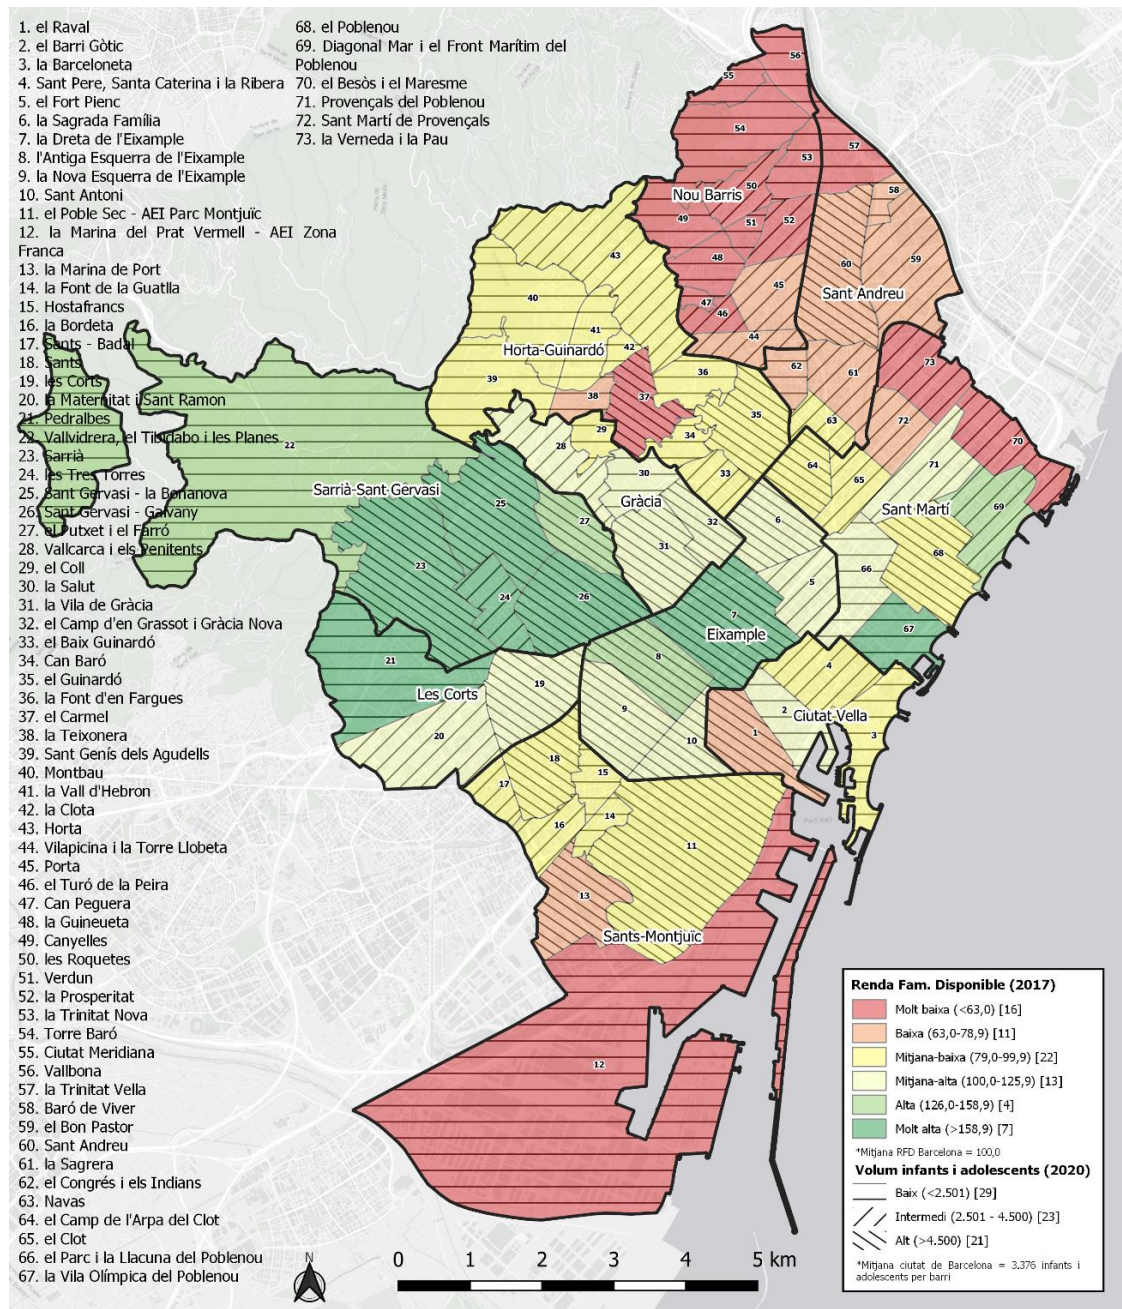 1. el Raval
2. el Barri Gòtic
3. la Barceloneta
4. Sant Pere, Santa Caterina i la Ribera
5. el Fort Pienc
6. la Sagrada Família
7. la Dreta de l'Eixample
8. l'Antiga Esquerra de l'Eixample
9. la Nova Esquerra de l'Eixample
10. Sant Antoni
11. el Poble Sec - AEI Parc Montjuïc
12. la Marina del Prat Vermell - AEI Zona
Franca
13. la Marina de Port
14. la Font de la Guatlla
15. Hostafrancs
16. la Bordeta
17. Sants - Badal
18. Sants
19. les Corts
20. la Maternitat i Sant Ramon
21. Pedralbes
22. Vallvidrera, el Tibidabo i les Planes
23. Sarrià
24. les Tres Torres
25. Sant Gervasi - la Bonanova
26. Sant Gervasi - Galvany
27. el Putxet i el Farró
28. Vallcarca i els Penitents
29. el Coll
30. la Salut
31. la Vila de Gràcia
32. el Camp d'en Grassot i Gràcia Nova
33. el Baix Guinardó
34. Can Baró
35. el Guinardó
36. la Font d'en Fargues
37. el Carmel
38. la Teixonera
39. Sant Genís dels Agudells
40. Montbau
41. la Vall d'Hebron
42. la Clota
43. Horta
44. Vilapicina i la Torre Llobeta
45. Porta
46. el Turó de la Peira
47. Can Peguera
48. la Guineueta
49. Canyelles
50. les Roquetes
51. Verdun
52. la Prosperitat
53. la Trinitat Nova
54. Torre Baró
55. Ciutat Meridiana
56. Vallbona
57. la Trinitat Vella
58. Baró de Viver
59. el Bon Pastor
60. Sant Andreu
61. la Sagrera
62. el Congrés i els Indians
63. Navas
64. el Camp de l'Arpa del Clot
65. el Clot
66. el Parc i la Llacuna del Poblenou
67. la Vila Olímpica del Poblenou
68. el Poblenou
69. Diagonal Mar i el Front Marítim del
Poblenou
70. el Besòs i el Maresme
71. Provençals del Poblenou
72. Sant Martí de Provençals
73. la Verneda i la Pau
56
55
54
57
53
50
58
Nou Barris
49
51
52
43
48
60
59
45
40
Sant Andreu
47
46
41
44
42
Horta-Guinardó
73
36
62
61
39
38
37
35
63
72
29
34
28
70
22
30
33
64
71
65
Sarrià-Sant Gervasi
25
Gràcia
Sant Martí
69
27
32
6
31
68
23
66
5
24
26
7
67
Eixample
8
21
4
19
Les Corts
9
2
Ciutat Vella
20
10
1
3
18
15
17
14
16
11
13
Sants-Montjuïc
12
Renda Fam. Disponible (2017)
Molt baixa (<63,0) [16]
Baixa (63,0-78,9) [11]
Mitjana-baixa (79,0-99,9) [22]
Mitjana-alta (100,0-125,9) [13]
Alta (126,0-158,9) [4]
Molt alta (>158,9) [7]
*Mitjana RFD Barcelona = 100,0
Volum infants i adolescents (2020)
Baix (<2.501) [29]
Intermedi (2.501 - 4.500) [23]
Alt (>4.500) [21]
*Mitjana ciutat de Barcelona = 3.376 infants i
adolescents per barri
N
0 1 2 3 4 5 km